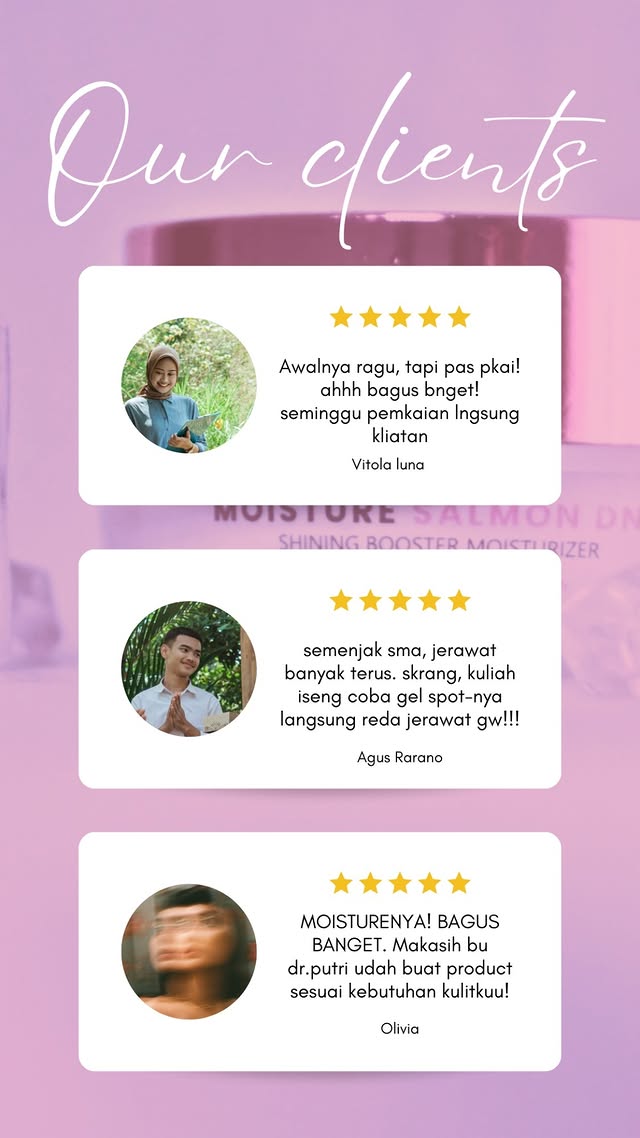 Our clients
Awalnya ragu, tapi pas pkai!
ahhh bagus bnget!
seminggu pemkaian lngsung
kliatan
Vitola luna
MOISTURE SALMON DN
SHINING BOOSTER MOISTURIZER
semenjak sma, jerawat
banyak terus. skrang, kuliah
iseng coba gel spot-nya
langsung reda jerawat gw!!!
Agus Rarano
MOISTURENYA! BAGUS
BANGET. Makasih bu
dr.putri udah buat product
sesuai kebutuhan kulitkuu!
Olivia